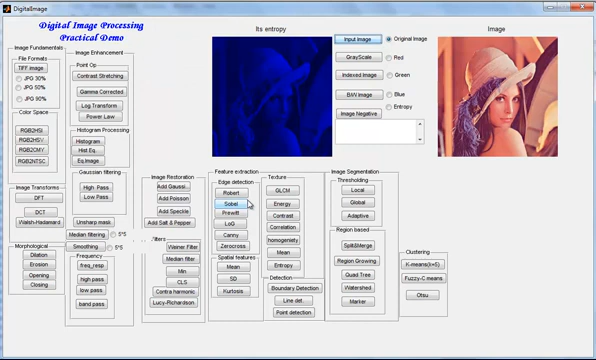 DigitalImage
Digital Image Processing
Practical Demo
Its entropy
Image
Input Image
Original Image
GrayScale
Red
Indexed Image
Green
B/W Image
Blue
Entropy
Image Negative
Image Fundamentals
File Formats
TIFF image
JPG 30%
JPG 50%
JPG 90%
Color Space
RGB2HSI
RGB2HSV
RGB2CMY
RGB2NTSC
Image Transforms
DFT
DCT
Walsh-Hadamard
Morphological
Dilation
Erosion
Opening
Closing
Image Enhancement
Point Op
Contrast Stretching
Gamma Corrected
Log Transform
Power Law
Histogram Processing
Histogram
Hist Eq.
Eq.Image
Gaussian filtering
High Pass
Low Pass
Unsharp mask
Median filtering
5*5
Smoothing
5*5
Frequency
freq_resp
high pass
low pass
band pass
Image Restoration
Add Gaussi...
Add Poisson
Add Speckle
Add Salt & Pepper
.filters
Weiner Filter
Median filter
Min
CLS
Contra harmonic
Lucy-Richardson.
Feature extraction
Edge detection
Robert
Sobel
Prewitt
LoG
Canny
Zerocross
Spatial features
Mean
SD
Kurtosis
Texture
GLCM
Energy
Contrast
Correlation
homogeniety
Mean
Entropy
Detection
Boundary Detection
Line det.
Point detection
Image Segmentation
Thresholding
Local
Global
Adaptive
Region based
Split&Merge
Region Growing
Quad Tree
Watershed
Marker
Clustering
K-means(k=5)
Fuzzy-C means
Otsu